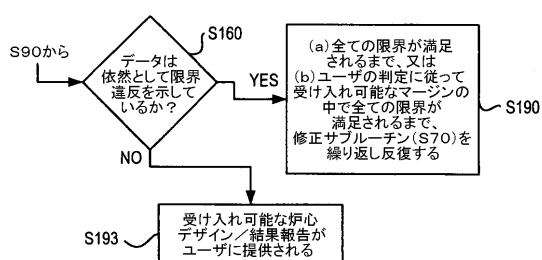 S90から
S160
データは
依然として限界
違反を示して
いるか？
YES
(a)全ての限界が満足
されるまで、又は
(b)ユーザの判定に従って
受け入れ可能なマージンの
中で全ての限界が
満足されるまで、
修正サブルーチン(S70)を
繰り返し反復する
S190
NO
S193
受け入れ可能な炉心
デザイン／結果報告が
ユーザに提供される